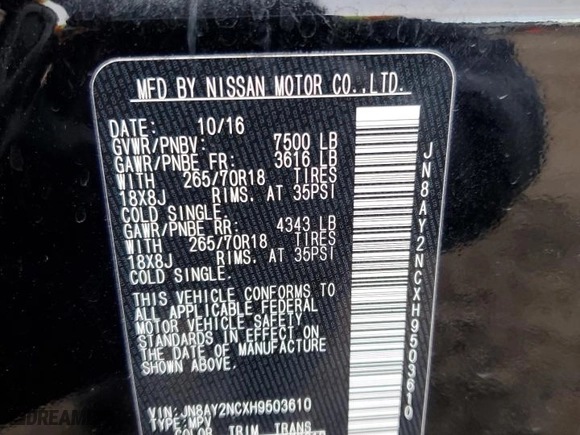 MFD BY NISSAN MOTOR CO.,LTD.
DATE: 10/16
GVWR/PNBV: 7500 LB
GAWR/PNBE FR: 3616 LB
WITH 265/70R18 TIRES
18X8J RIMS. AT 35PSI
COLD SINGLE.
GAWR/PNBE RR: 4343 LB
WITH 265/70R18 TIRES
18X8J RIMS. AT 35PSI
COLD SINGLE.
THIS VEHICLE CONFORMS TO
ALL APPLICABLE FEDERAL
MOTOR VEHICLE SAFETY
STANDARDS IN EFFECT ON
THE DATE OF MANUFACTURE
SHOWN ABOVE.
VIN: JN8AY2NCXH9503610
TYPE: MPV
COLOR TRIM TRANS
JN8AY2NCXH9503610